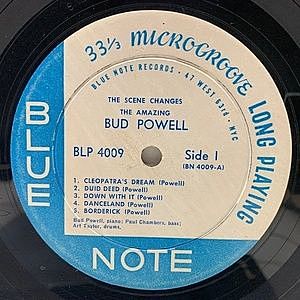 33 1/3 MICROGROOVE LONG PLAYING
BLUE NOTE RECORDS • 47 WEST 63rd • NYC
THE SCENE CHANGES
THE AMAZING
BUD POWELL
BLP 4009
Side 1
(BN 4009-A)
1. CLEOPATRA'S DREAM (Powell)
2. DUID DEED (Powell)
3. DOWN WITH IT (Powell)
4. DANCELAND (Powell)
5. BORDERICK (Powell)
Bud Powell, piano; Paul Chambers, bass;
Art Taylor, drums.
BLUE
NOTE